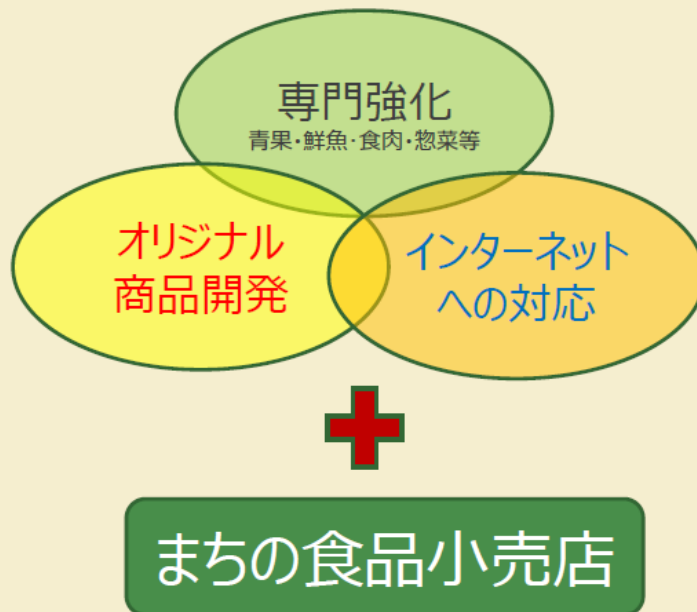 専門強化
青果・鮮魚・食肉・惣菜等
オリジナル
商品開発
インターネット
への対応
まちの食品小売店